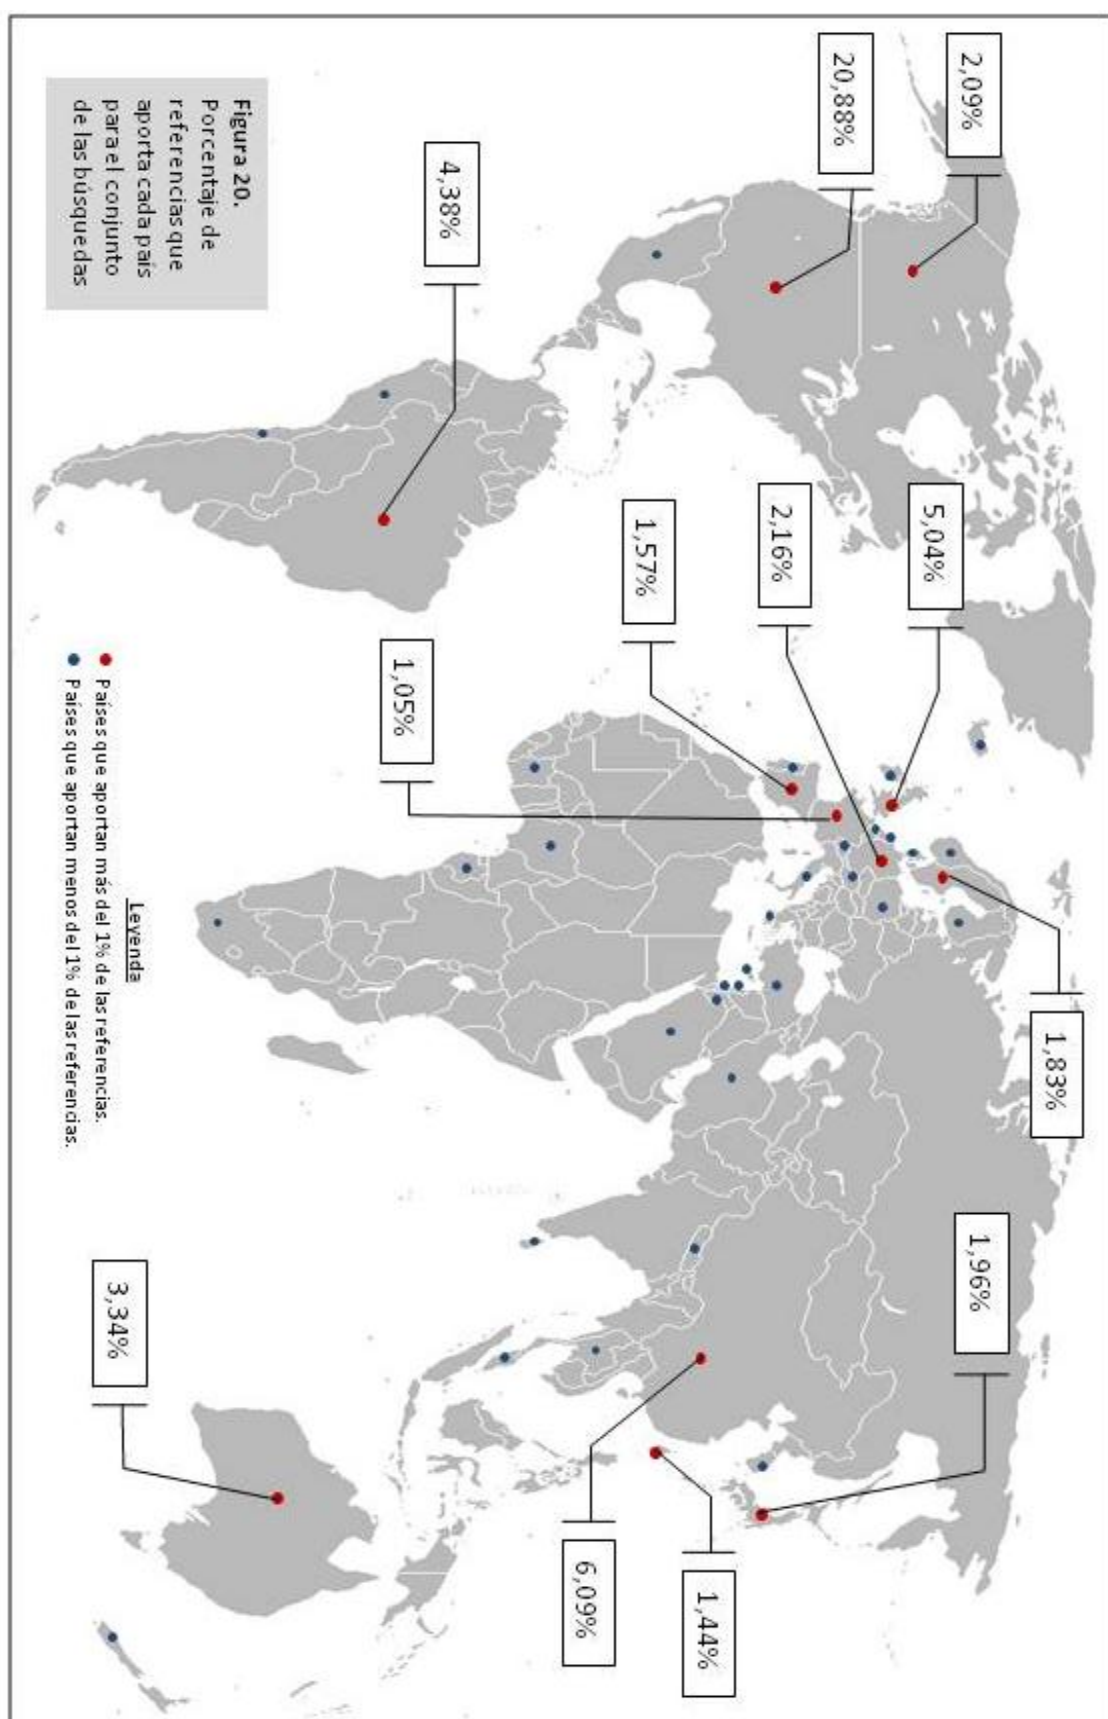 2,09%
20,88%
4,38%
5,04%
2,16%
1,57%
1,05%
1,83%
1,96%
1,44%
6,09%
3,34%
Figura 20.
Porcentaje de
referencias que
aporta cada país
para el conjunto
de las búsquedas
Leyenda
Países que aportan más del 1% de las referencias.
Países que aportan menos del 1% de las referencias.